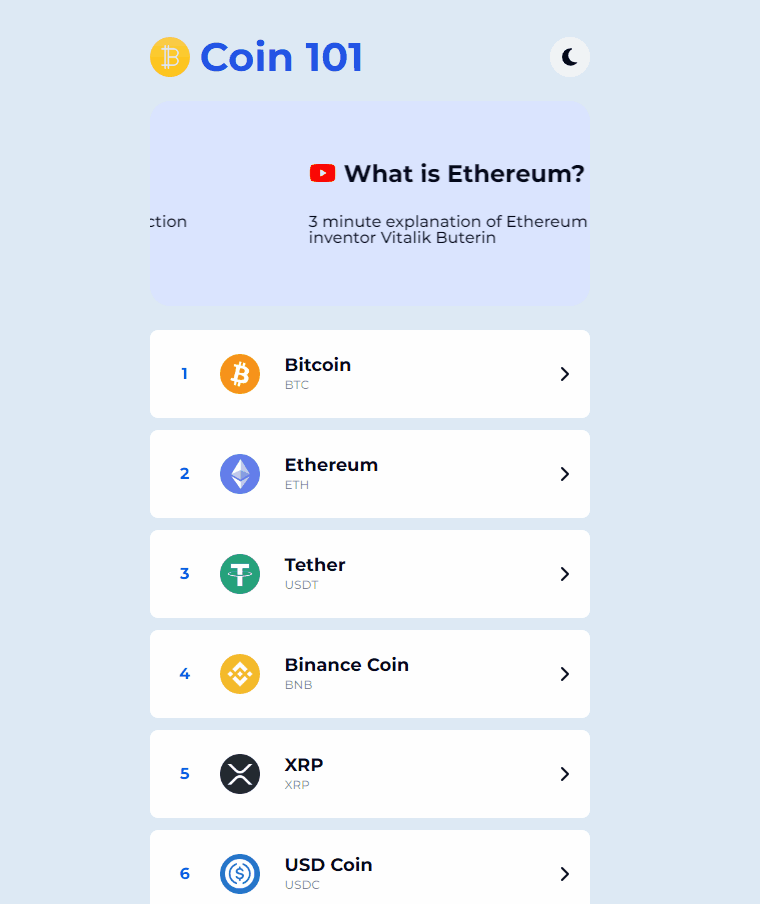 Coin 101
What is Ethereum?
ction
3 minute explanation of Ethereum
inventor Vitalik Buterin
1
Bitcoin
BTC
2
Ethereum
ETH
3
Tether
USDT
4
Binance Coin
BNB
5
XRP
XRP
6
USD Coin
USDC